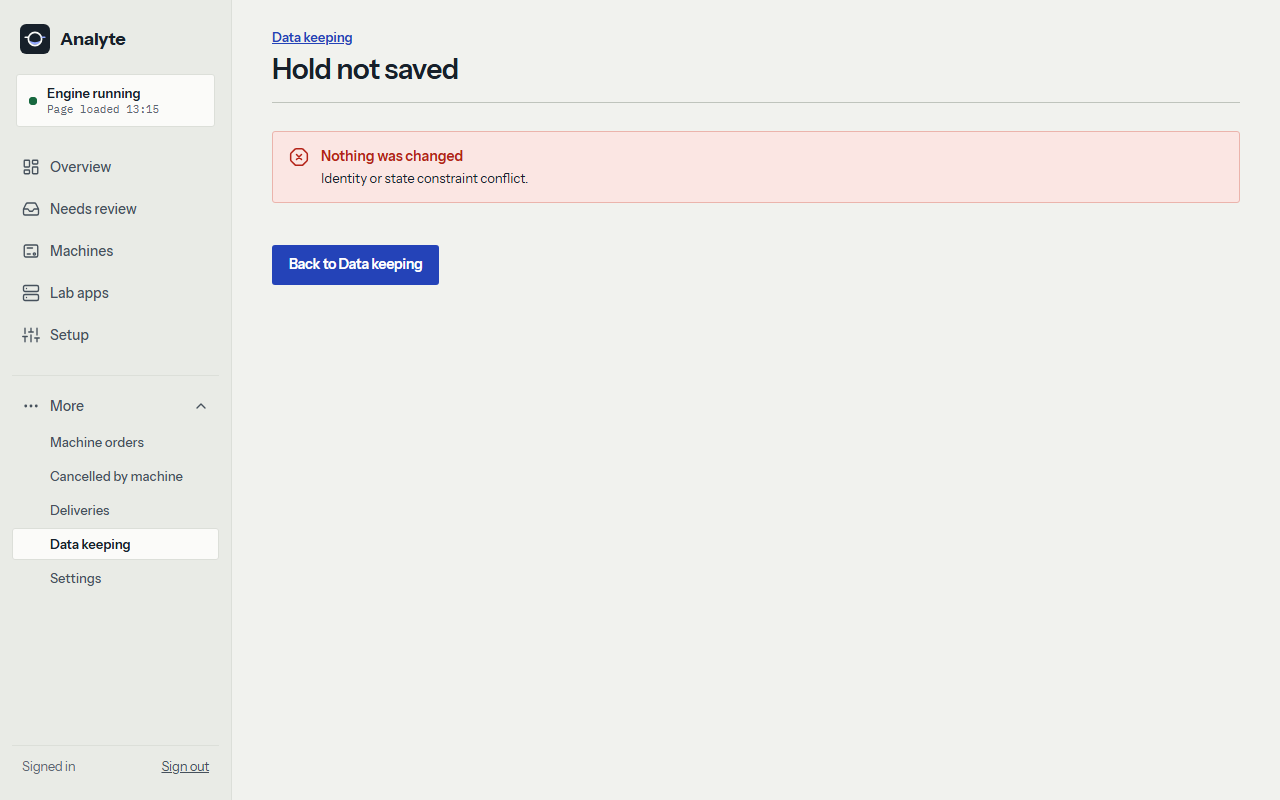 Analyte
Engine running
Page loaded 13:15
Overview
Needs review
Machines
Lab apps
Setup
More
Machine orders
Cancelled by machine
Deliveries
Data keeping
Settings
Signed in
Sign out
Data keeping
Hold not saved
Nothing was changed
Identity or state constraint conflict.
Back to Data keeping